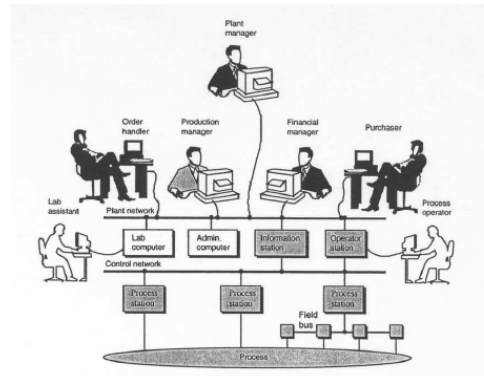 Plant
manager
Order
handler
Production
manager
Financial
manager
Purchaser
Lab
assistant
Process
operator
Plant network
Lab
computer
Admin.
computer
Information
station
Operator
station
Control network
Process
station
Process
station
Process
station
Field
bus
Process